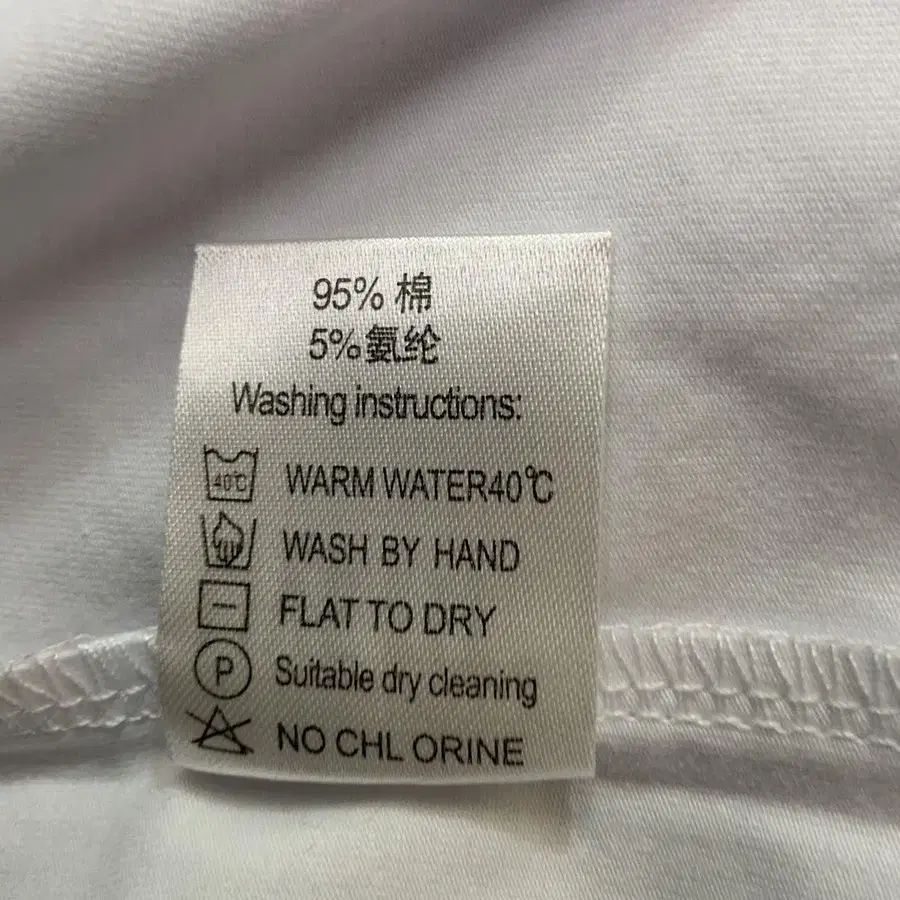 95% 棉
5%氨纶
Washing instructions:
40℃ WARM WATER40℃
WASH BY HAND
FLAT TO DRY
P Suitable dry cleaning
NO CHL ORINE